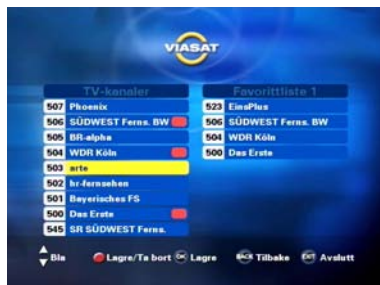 VIASAT
TV-kanaler
507 Phoenix
506 SÜDWEST Ferns. BW
505 BR-alpha
504 WDR Köln
503 arte
502 hr-fernsehen
501 Bayerisches FS
500 Das Erste
545 SR SÜDWEST Ferns.
Favorittliste 1
523 EinsPlus
506 SÜDWEST Ferns. BW
504 WDR Köln
500 Das Erste
Bla Lagre/Ta bort OK Lagre BACK Tilbake EXIT Avslutt